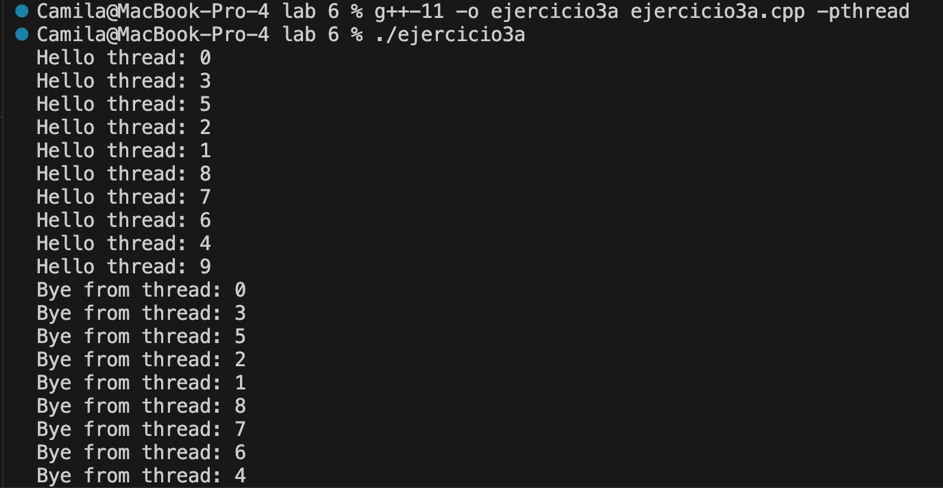 Camila@MacBook-Pro-4 lab 6 % g++-11 -o ejercicio3a ejercicio3a.cpp -pthread
Camila@MacBook-Pro-4 lab 6 % ./ejercicio3a
Hello thread: 0
Hello thread: 3
Hello thread: 5
Hello thread: 2
Hello thread: 1
Hello thread: 8
Hello thread: 7
Hello thread: 6
Hello thread: 4
Hello thread: 9
Bye from thread: 0
Bye from thread: 3
Bye from thread: 5
Bye from thread: 2
Bye from thread: 1
Bye from thread: 8
Bye from thread: 7
Bye from thread: 6
Bye from thread: 4